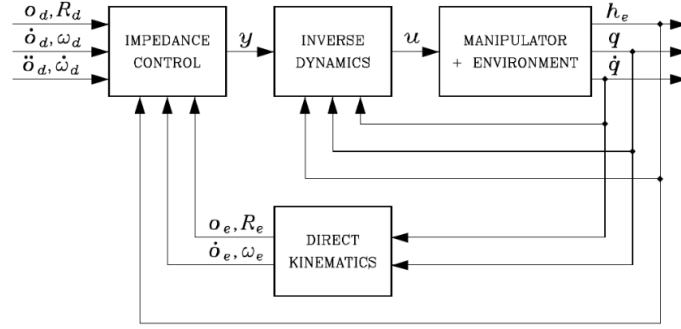 o_d, R_d
ȯ_d, ω_d
ö_d, ω̇_d
IMPEDANCE
CONTROL
y
INVERSE
DYNAMICS
u
MANIPULATOR
+ ENVIRONMENT
h_e
q
q̇
o_e, R_e
ȯ_e, ω_e
DIRECT
KINEMATICS